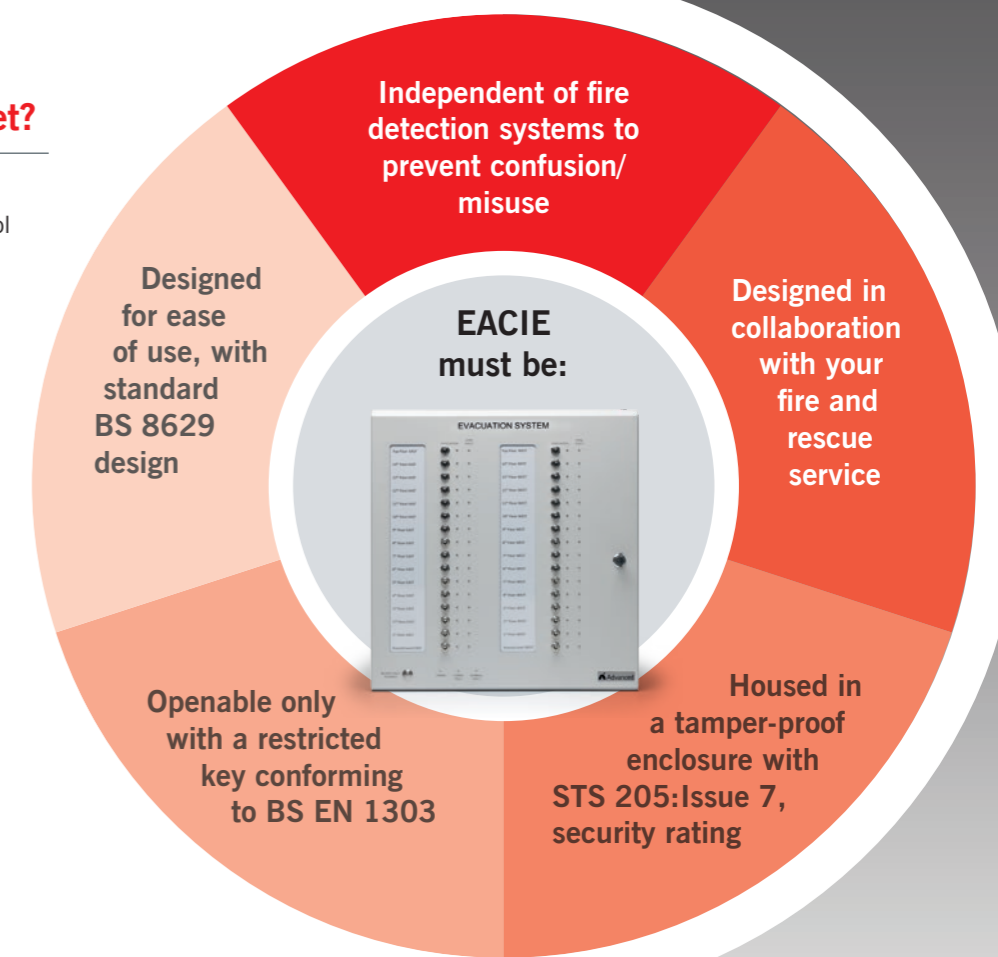 et?
ol
Independent of fire
detection systems to
prevent confusion/
misuse
Designed in
collaboration
with your
fire and
rescue
service
Housed in
a tamper-proof
enclosure with
STS 205:Issue 7,
security rating
Openable only
with a restricted
key conforming
to BS EN 1303
Designed
for ease
of use, with
standard
BS 8629
design
EACIE
must be:
EVACUATION SYSTEM
Advanced